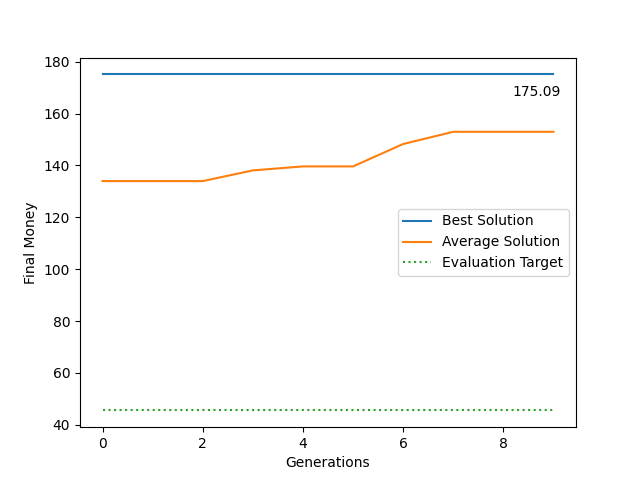 180
160
140
120
100
80
60
40
Final Money
175.09
Best Solution
Average Solution
Evaluation Target
0 2 4 6 8
Generations